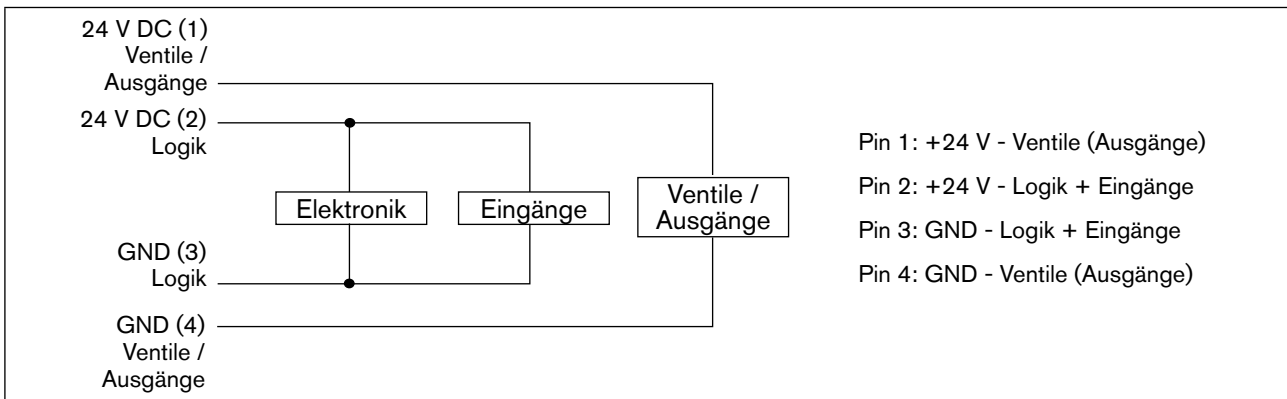 24 V DC (1)
Ventile /
Ausgänge
24 V DC (2)
Logik
Elektronik
Eingänge
Ventile /
Ausgänge
GND (3)
Logik
GND (4)
Ventile /
Ausgänge
Pin 1: +24 V - Ventile (Ausgänge)
Pin 2: +24 V - Logik + Eingänge
Pin 3: GND - Logik + Eingänge
Pin 4: GND - Ventile (Ausgänge)